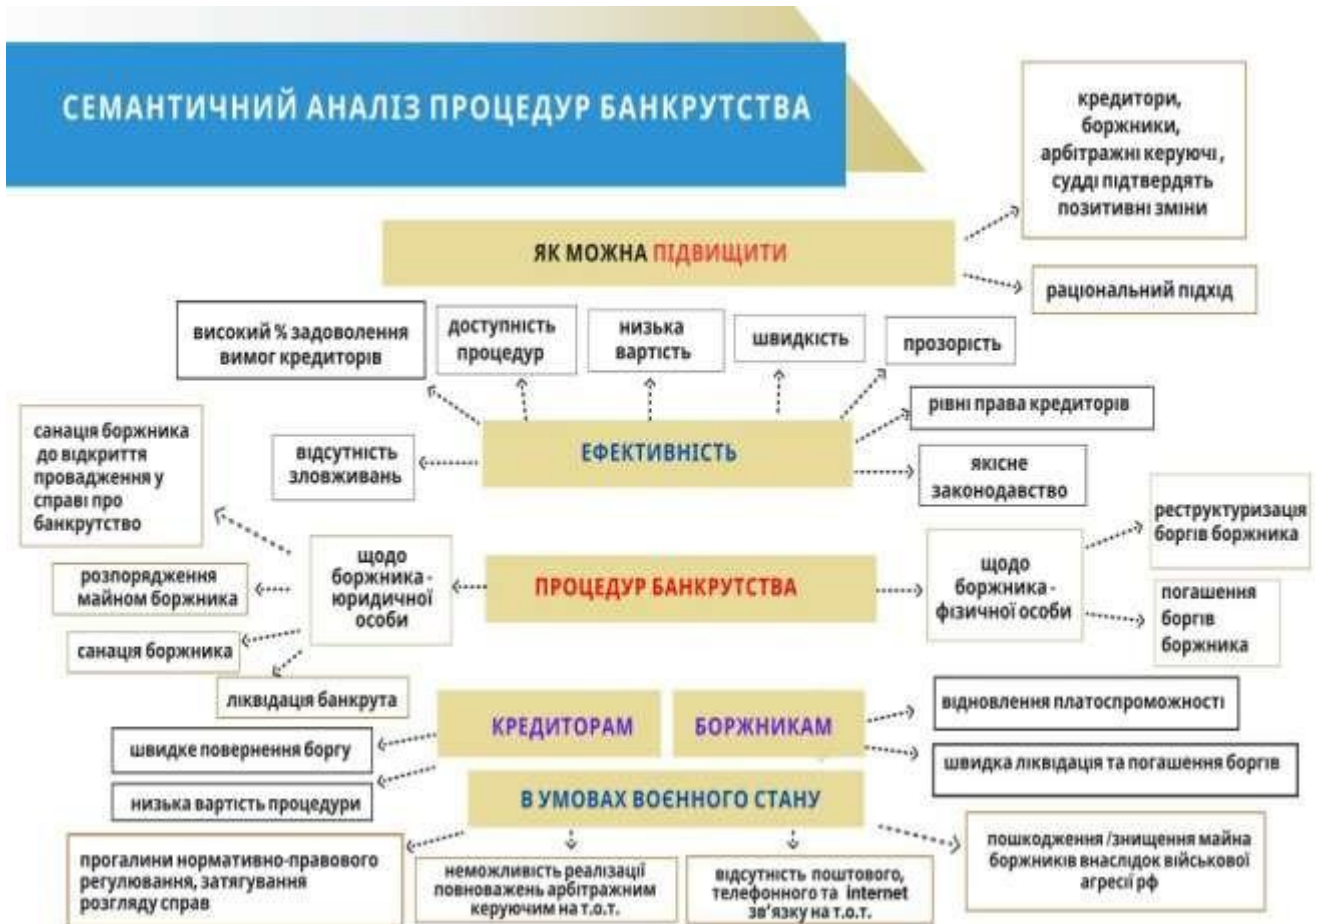 СЕМАНТИЧНИЙ АНАЛІЗ ПРОЦЕДУР БАНКРУТСТВА
кредитори,
боржники,
арбітражні керуючі ,
судді підтвердять
позитивні зміни
ЯК МОЖНА ПІДВИЩИТИ
раціональний підхід
високий % задоволення
вимог кредиторів
доступність
процедур
низька
вартість
швидкість
прозорість
рівні права кредиторів
ЕФЕКТИВНІСТЬ
відсутність
зловживань
якісне
законодавство
санація боржника
до відкриття
провадження у
справі про
банкрутство
розпорядження
майном боржника
санація боржника
ліквідація банкрута
щодо
боржника -
юридичної
особи
ПРОЦЕДУР БАНКРУТСТВА
щодо
боржника -
фізичної особи
реструктуризація
боргів боржника
погашення
боргів
боржника
КРЕДИТОРАМ
БОРЖНИКАМ
відновлення платоспроможності
швидке повернення боргу
швидка ліквідація та погашення боргів
низька вартість процедури
В УМОВАХ ВОЄННОГО СТАНУ
прогалини нормативно-правового
регулювання, затягування
розгляду справ
неможливість реалізації
повноважень арбітражним
керуючим на т.о.т.
відсутність поштового,
телефонного та internet
зв'язку на т.о.т.
пошкодження /знищення майна
боржників внаслідок військової
агресії рф